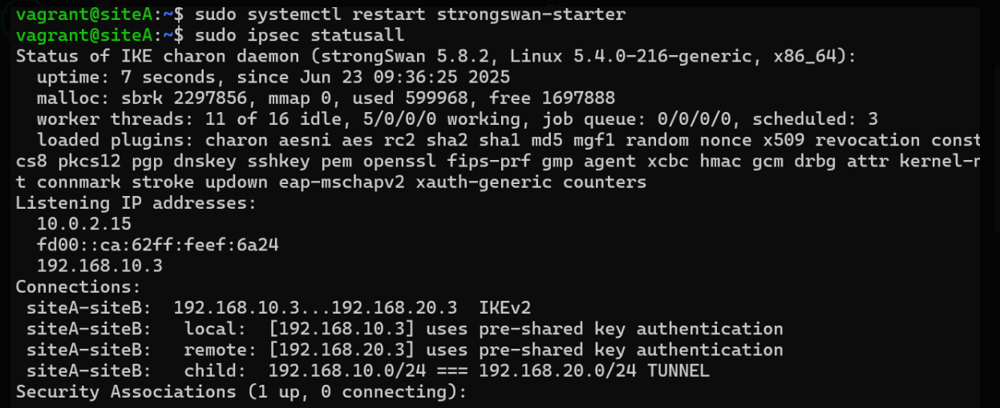 vagrant@siteA:~$ sudo systemctl restart strongswan-starter
vagrant@siteA:~$ sudo ipsec statusall
Status of IKE charon daemon (strongSwan 5.8.2, Linux 5.4.0-216-generic, x86_64):
  uptime: 7 seconds, since Jun 23 09:36:25 2025
  malloc: sbrk 2297856, mmap 0, used 599968, free 1697888
  worker threads: 11 of 16 idle, 5/0/0/0 working, job queue: 0/0/0/0, scheduled: 3
  loaded plugins: charon aesni aes rc2 sha2 sha1 md5 mgf1 random nonce x509 revocation const
cs8 pkcs12 pgp dnskey sshkey pem openssl fips-prf gmp agent xcbc hmac gcm drbg attr kernel-n
t connmark stroke updown eap-mschapv2 xauth-generic counters
Listening IP addresses:
  10.0.2.15
  fd00::ca:62ff:feef:6a24
  192.168.10.3
Connections:
 siteA-siteB:  192.168.10.3...192.168.20.3  IKEv2
 siteA-siteB:   local:  [192.168.10.3] uses pre-shared key authentication
 siteA-siteB:   remote: [192.168.20.3] uses pre-shared key authentication
 siteA-siteB:   child:  192.168.10.0/24 === 192.168.20.0/24 TUNNEL
Security Associations (1 up, 0 connecting):